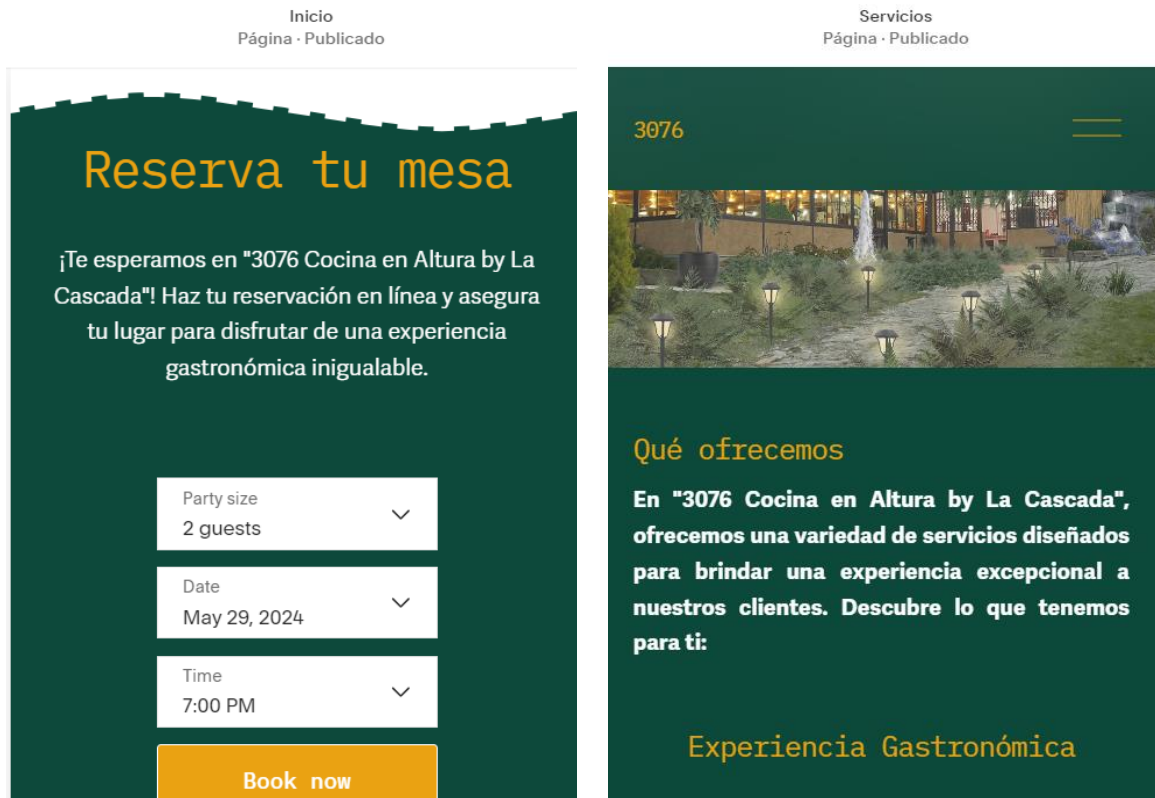 Inicio
Página · Publicado
Reserva tu mesa
¡Te esperamos en "3076 Cocina en Altura by La
Cascada"! Haz tu reservación en línea y asegura
tu lugar para disfrutar de una experiencia
gastronómica inigualable.
Party size
2 guests
Date
May 29, 2024
Time
7:00 PM
Book now
Servicios
Página · Publicado
3076
Qué ofrecemos
En "3076 Cocina en Altura by La Cascada",
ofrecemos una variedad de servicios diseñados
para brindar una experiencia excepcional a
nuestros clientes. Descubre lo que tenemos
para ti:
Experiencia Gastronómica